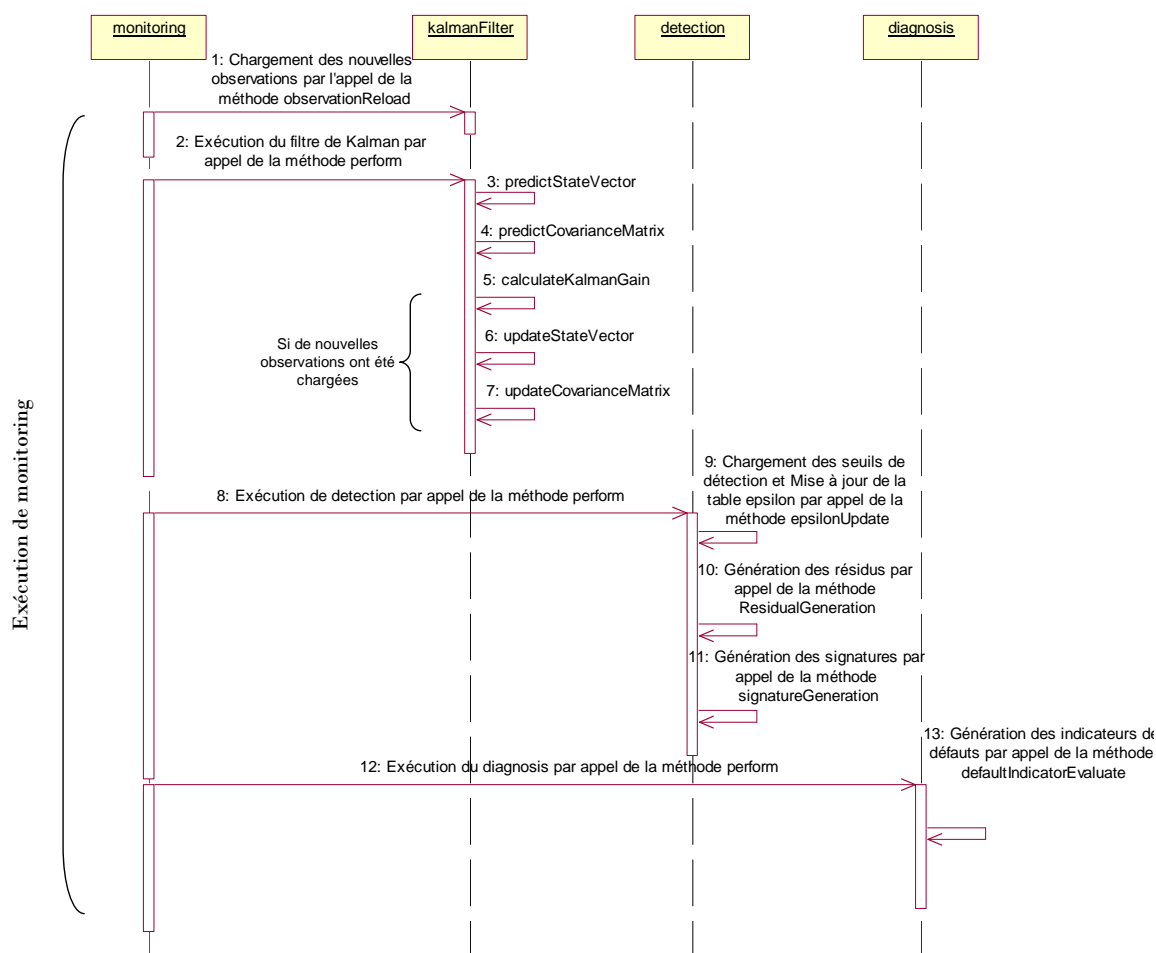 monitoring
kalmanFilter
detection
diagnosis
1: Chargement des nouvelles
observations par l'appel de la
méthode observationReload
2: Exécution du filtre de Kalman par
appel de la méthode perform
3: predictStateVector
4: predictCovarianceMatrix
5: calculateKalmanGain
Si de nouvelles
observations ont été
chargées
6: updateStateVector
7: updateCovarianceMatrix
Exécution de monitoring
8: Exécution de detection par appel de la méthode perform
9: Chargement des seuils de
détection et Mise à jour de la
table epsilon par appel de la
méthode epsilonUpdate
10: Génération des résidus par
appel de la méthode
ResidualGeneration
11: Génération des signatures par
appel de la méthode
signatureGeneration
12: Exécution du diagnosis par appel de la méthode perform
13: Génération des indicateurs de
défauts par appel de la méthode
defaultIndicatorEvaluate